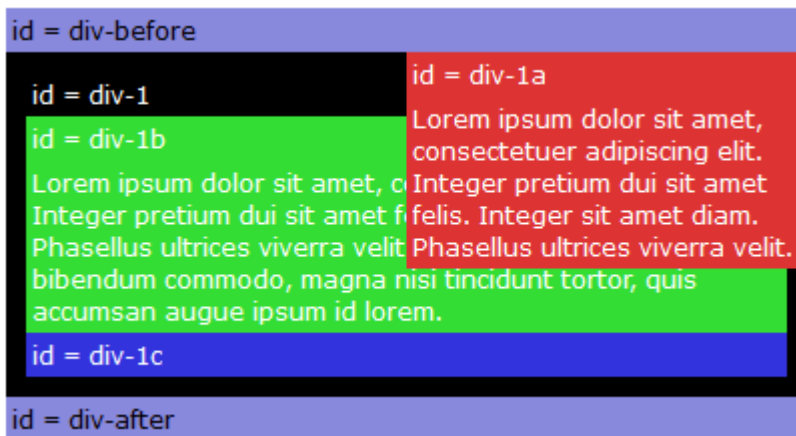 id = div-before
id = div-1
id = div-1a
Lorem ipsum dolor sit amet,
consectetuer adipiscing elit.
Integer pretium dui sit amet
felis. Integer sit amet diam.
Phasellus ultrices viverra velit.
id = div-1b
Lorem ipsum dolor sit amet,
Integer pretium dui sit amet
Phasellus ultrices viverra velit
bibendum commodo, magna nisi tincidunt tortor, quis
accumsan augue ipsum id lorem.
id = div-1c
id = div-after